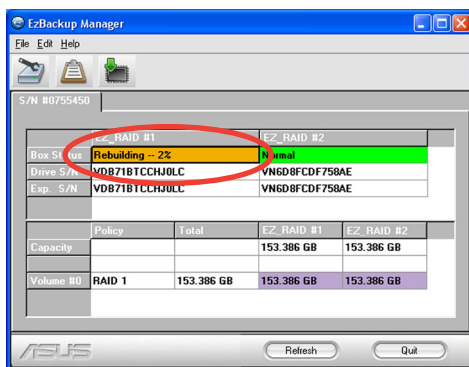 EzBackup Manager
File Edit Help
S/N #0755450
EZ_RAID #1 EZ_RAID #2
Box Status Rebuilding -- 2% Normal
Drive S/N VDB71BTCCHJ0LC VN6D8FCDF758AE
Exp. S/N VDB71BTCCHJ0LC VN6D8FCDF758AE
Policy Total EZ_RAID #1 EZ_RAID #2
Capacity 153.386 GB 153.386 GB
Volume #0 RAID 1 153.386 GB 153.386 GB 153.386 GB
ASUS Refresh Quit